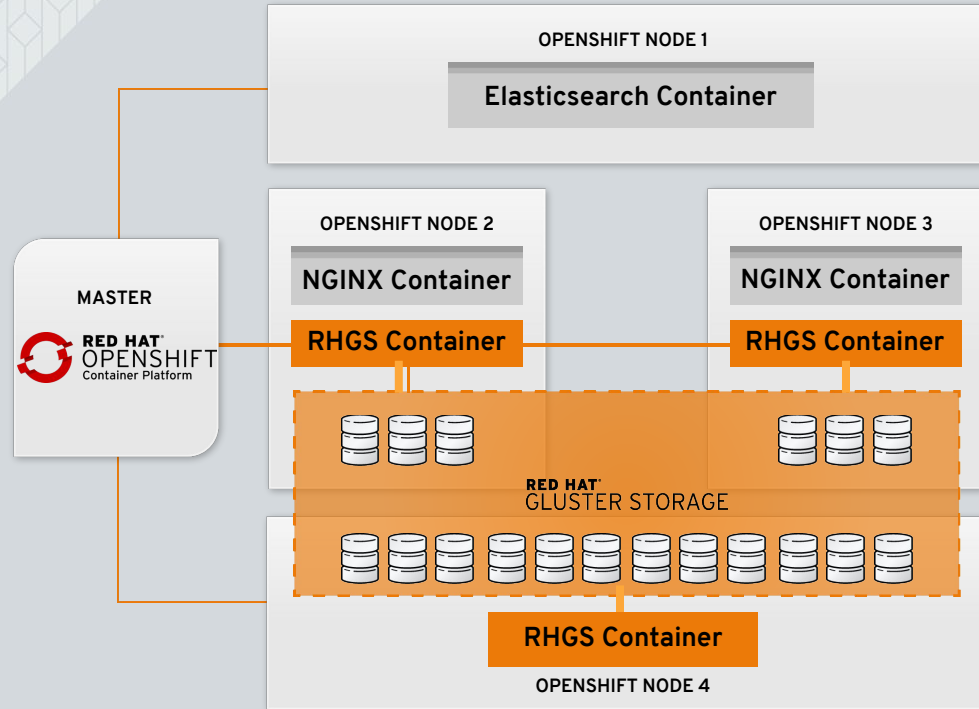 OPENSHIFT NODE 1
Elasticsearch Container
OPENSHIFT NODE 2
NGINX Container
RHGS Container
OPENSHIFT NODE 3
NGINX Container
RHGS Container
MASTER
RED HAT®
OPENSHIFT
Container Platform
RED HAT®
GLUSTER STORAGE
RHGS Container
OPENSHIFT NODE 4